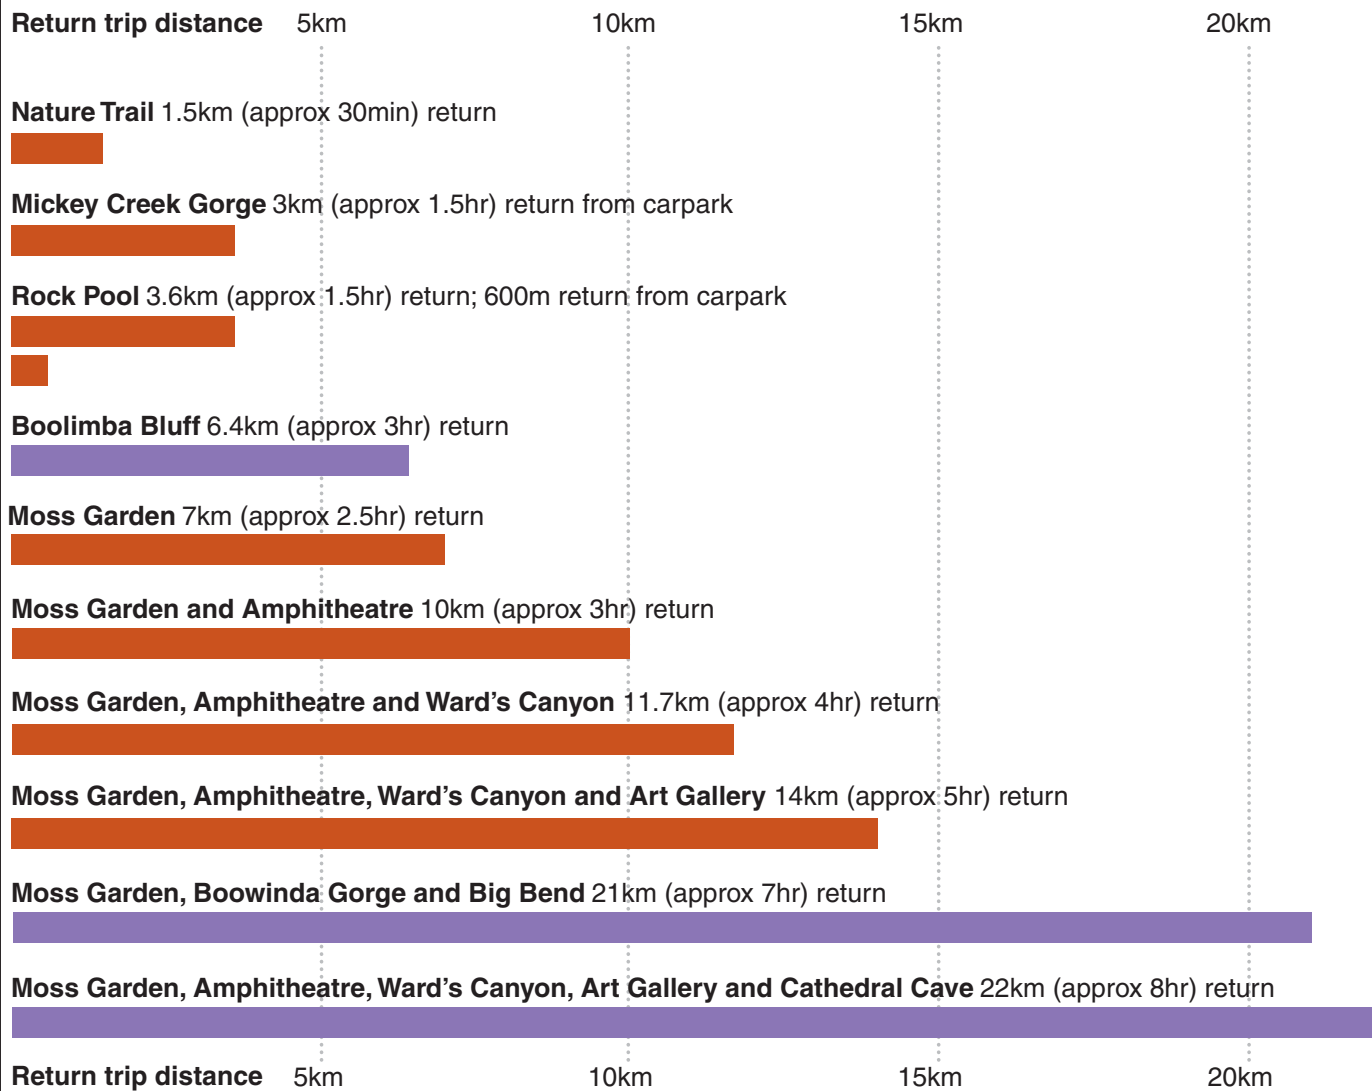 Return trip distance 5km 10km 15km 20km
Nature Trail 1.5km (approx 30min) return
Mickey Creek Gorge 3km (approx 1.5hr) return from carpark
Rock Pool 3.6km (approx 1.5hr) return; 600m return from carpark
Boolimba Bluff 6.4km (approx 3hr) return
Moss Garden 7km (approx 2.5hr) return
Moss Garden and Amphitheatre 10km (approx 3hr) return
Moss Garden, Amphitheatre and Ward’s Canyon 11.7km (approx 4hr) return
Moss Garden, Amphitheatre, Ward’s Canyon and Art Gallery 14km (approx 5hr) return
Moss Garden, Boowinda Gorge and Big Bend 21km (approx 7hr) return
Moss Garden, Amphitheatre, Ward’s Canyon, Art Gallery and Cathedral Cave 22km (approx 8hr) return
Return trip distance 5km 10km 15km 20km